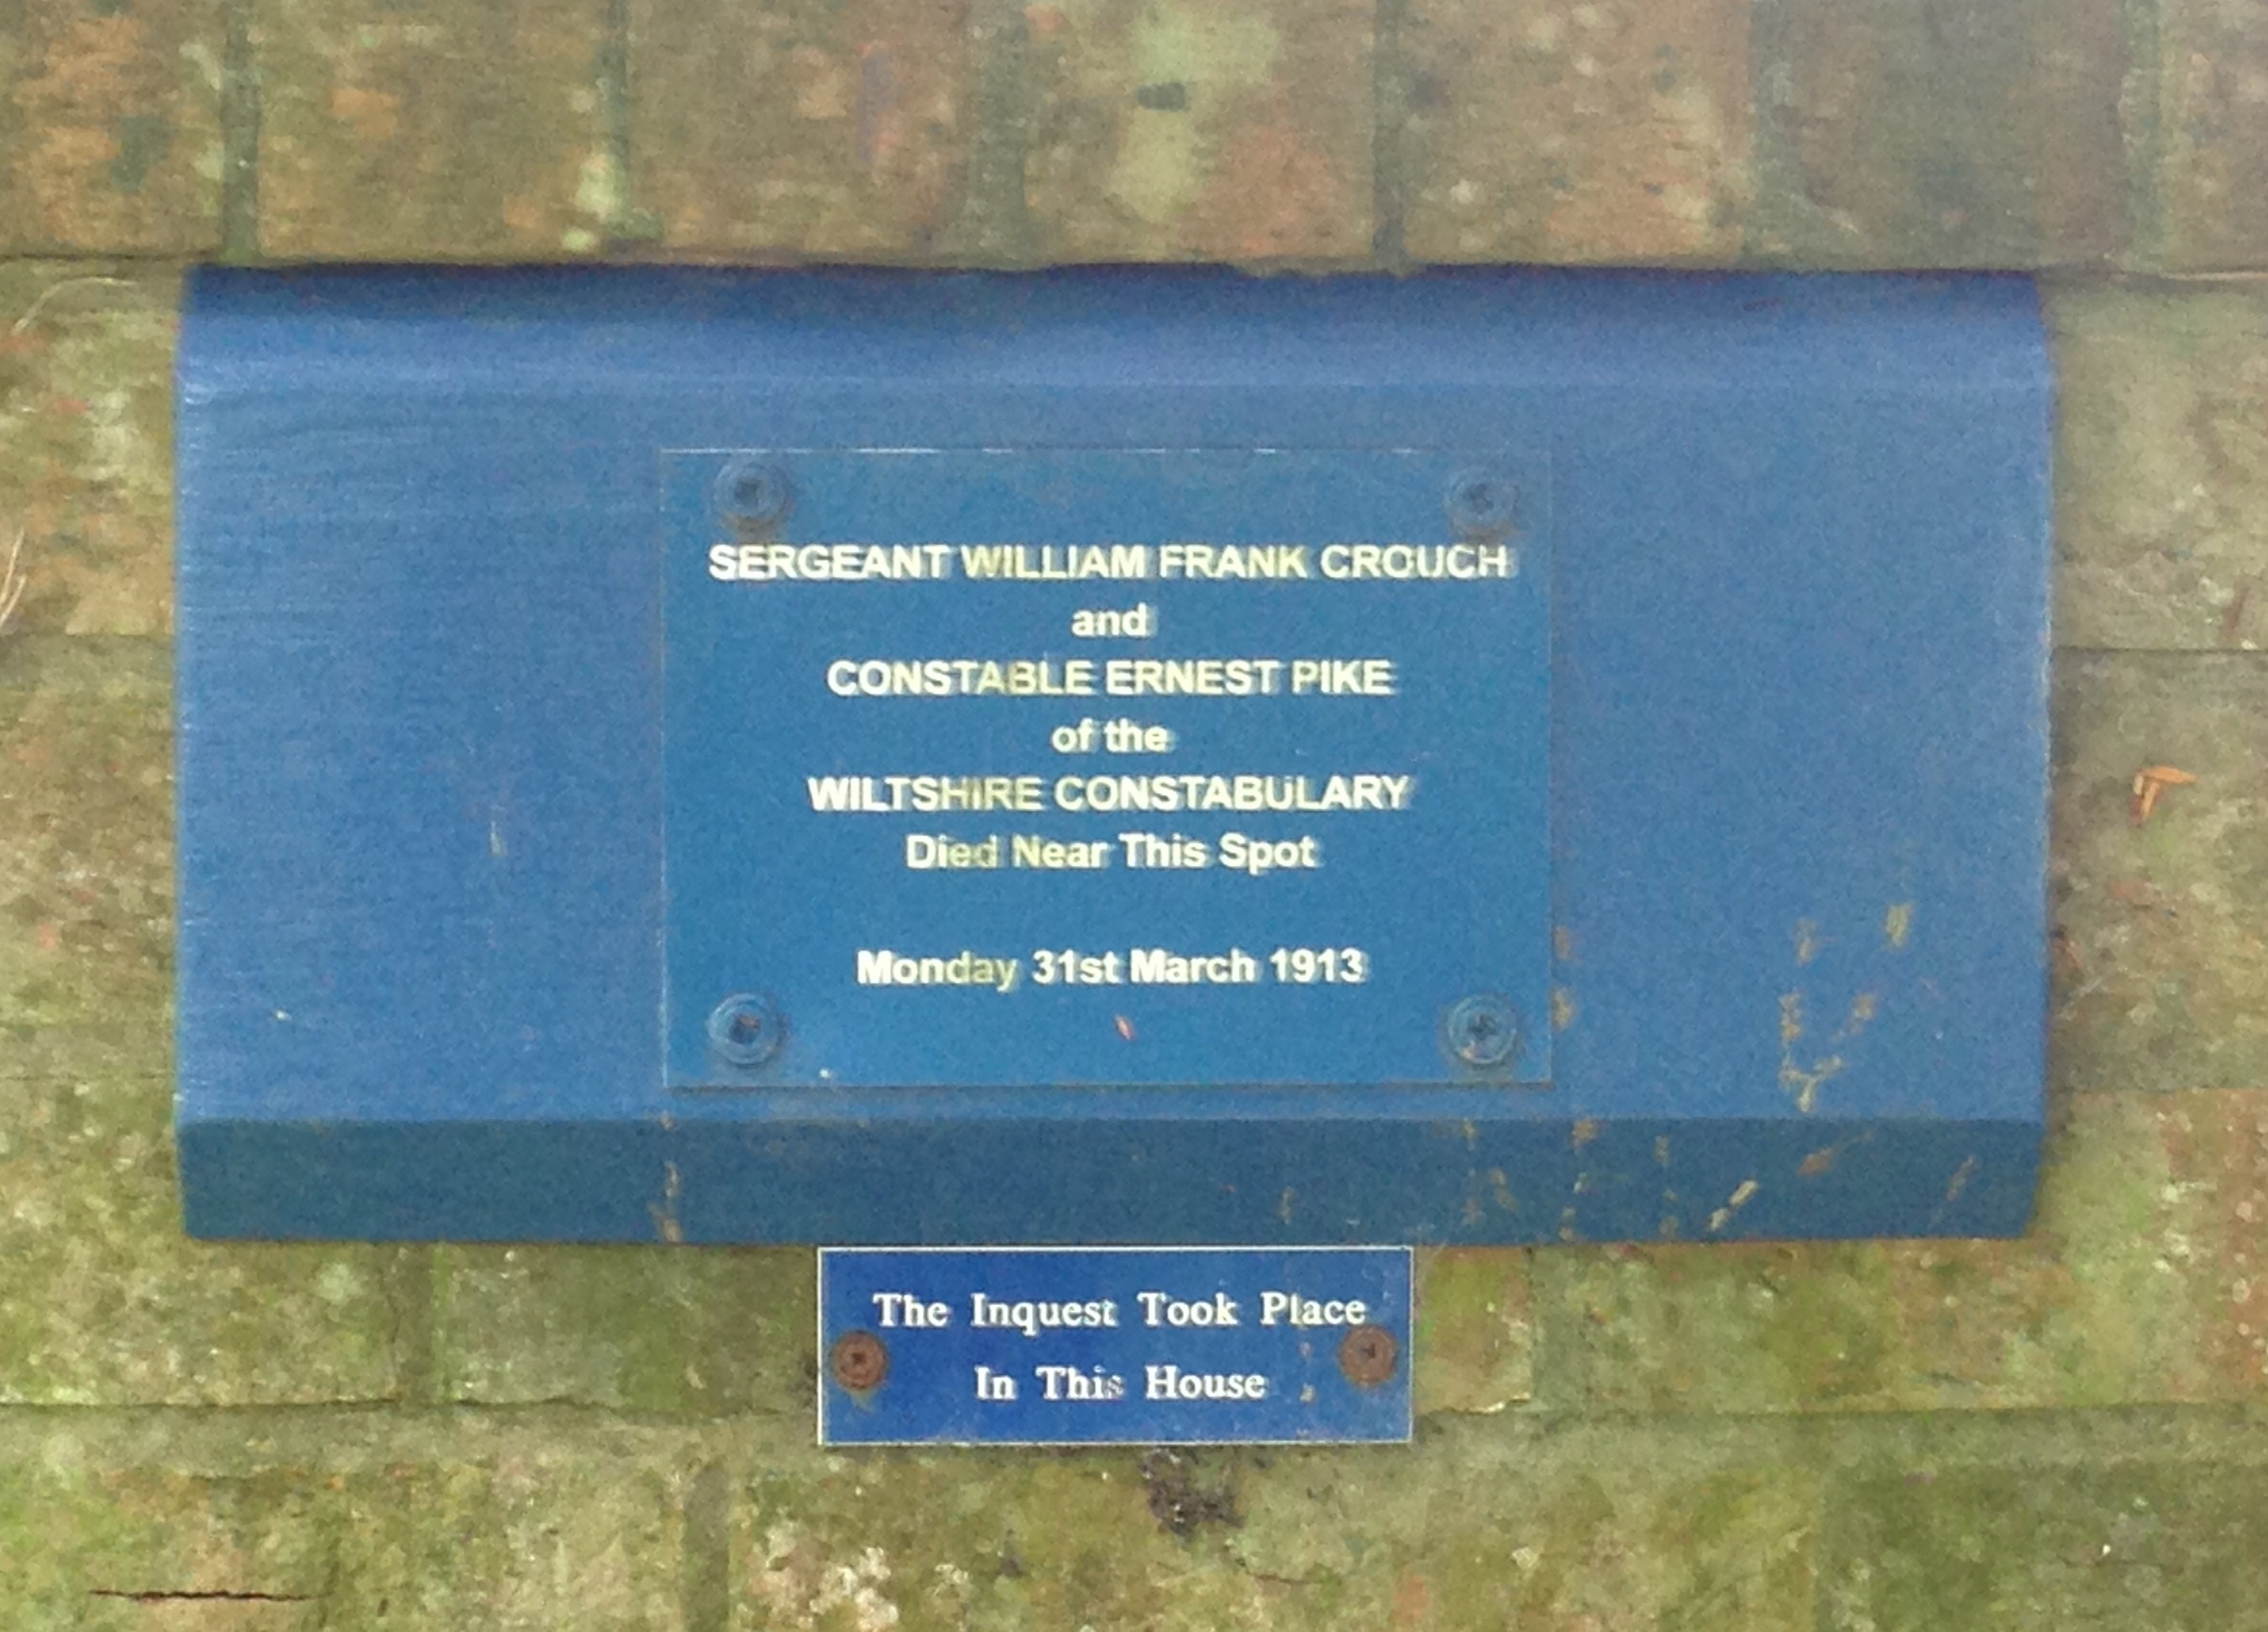 SERGEANT WILLIAM FRANK CROUCH
and
CONSTABLE ERNEST PIKE
of the
WILTSHIRE CONSTABULARY
Died Near This Spot
Monday 31st March 1913
The Inquest Took Place
In This House